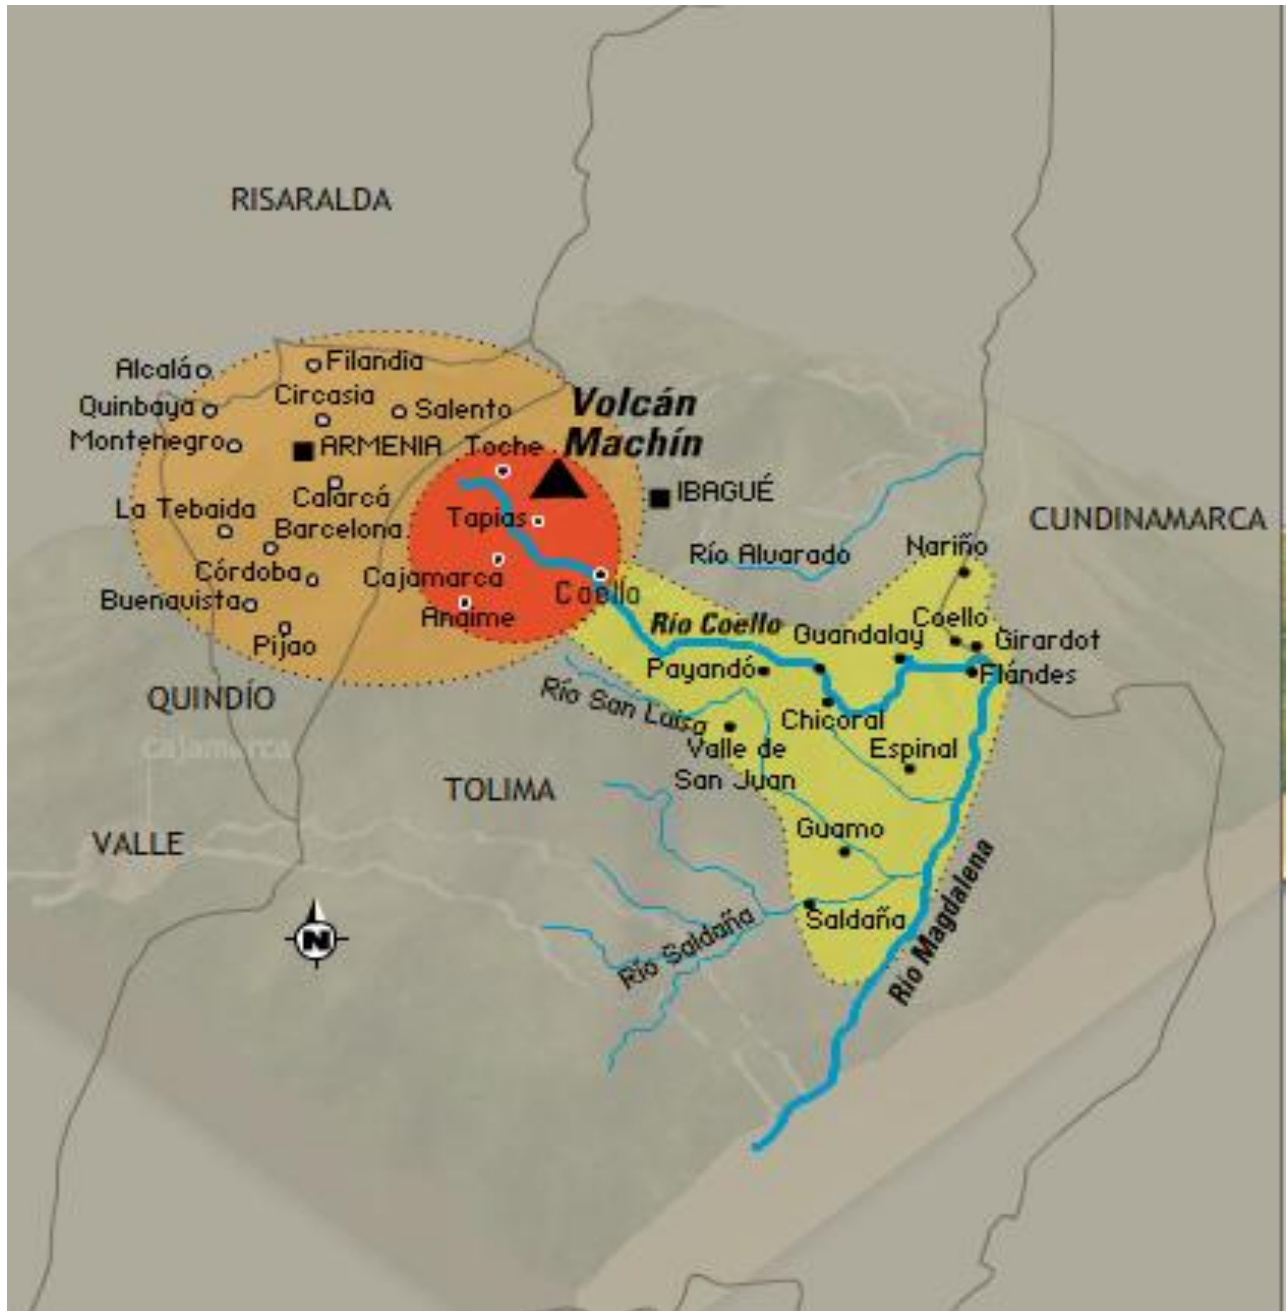 RISARALDA
Alcalá
Filandia
Quinbaya
Circasia
Salento
Montenegro
ARMENIA
Toche
Volcán
Machín
Calarcá
IBAGUÉ
La Tebaida
Barcelona
Tapias
CUNDINAMARCA
Río Alvarado
Nariño
Córdoba
Cajamarca
Coello
Buenavista
Anaime
Pijao
Río Coello
Guandalay
Coello
Girardot
Payandó
Flándes
QUINDÍO
Río San Luisa
Chicoral
cajamarca
Valle de
San Juan
Espinal
TOLIMA
VALLE
Guamo
Río Magdalena
Saldaña
Río Saldaña
N